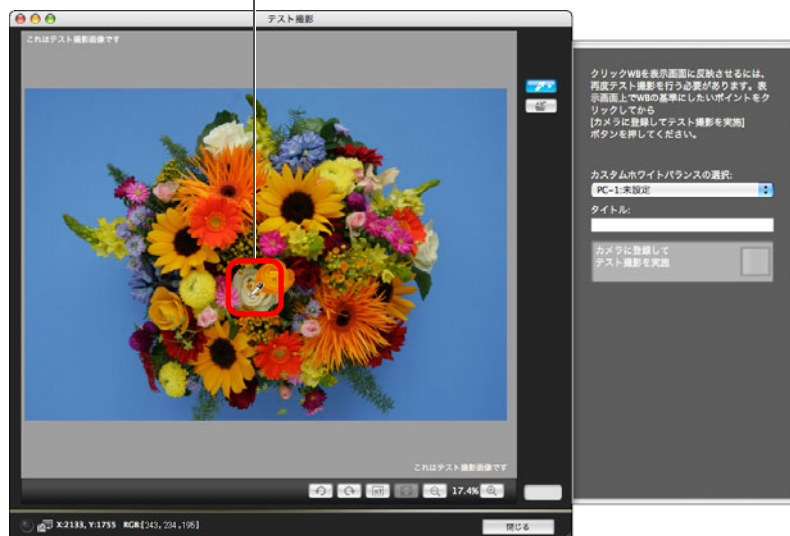 テスト撮影
これはテスト撮影画像です
クリックWBを表示画面に反映させるには、
再度テスト撮影を行う必要があります。表
示画面上でWBの基準にしたいポイントをク
リックしてから
[カメラに登録してテスト撮影を実施]
ボタンを押してください。
カスタムホワイトバランスの選択:
PC-1:未設定
タイトル:
カメラに登録して
テスト撮影を実施
これはテスト撮影画像です
17.4%
X:2133, Y:1755 RGB[243,234,195]
閉じる